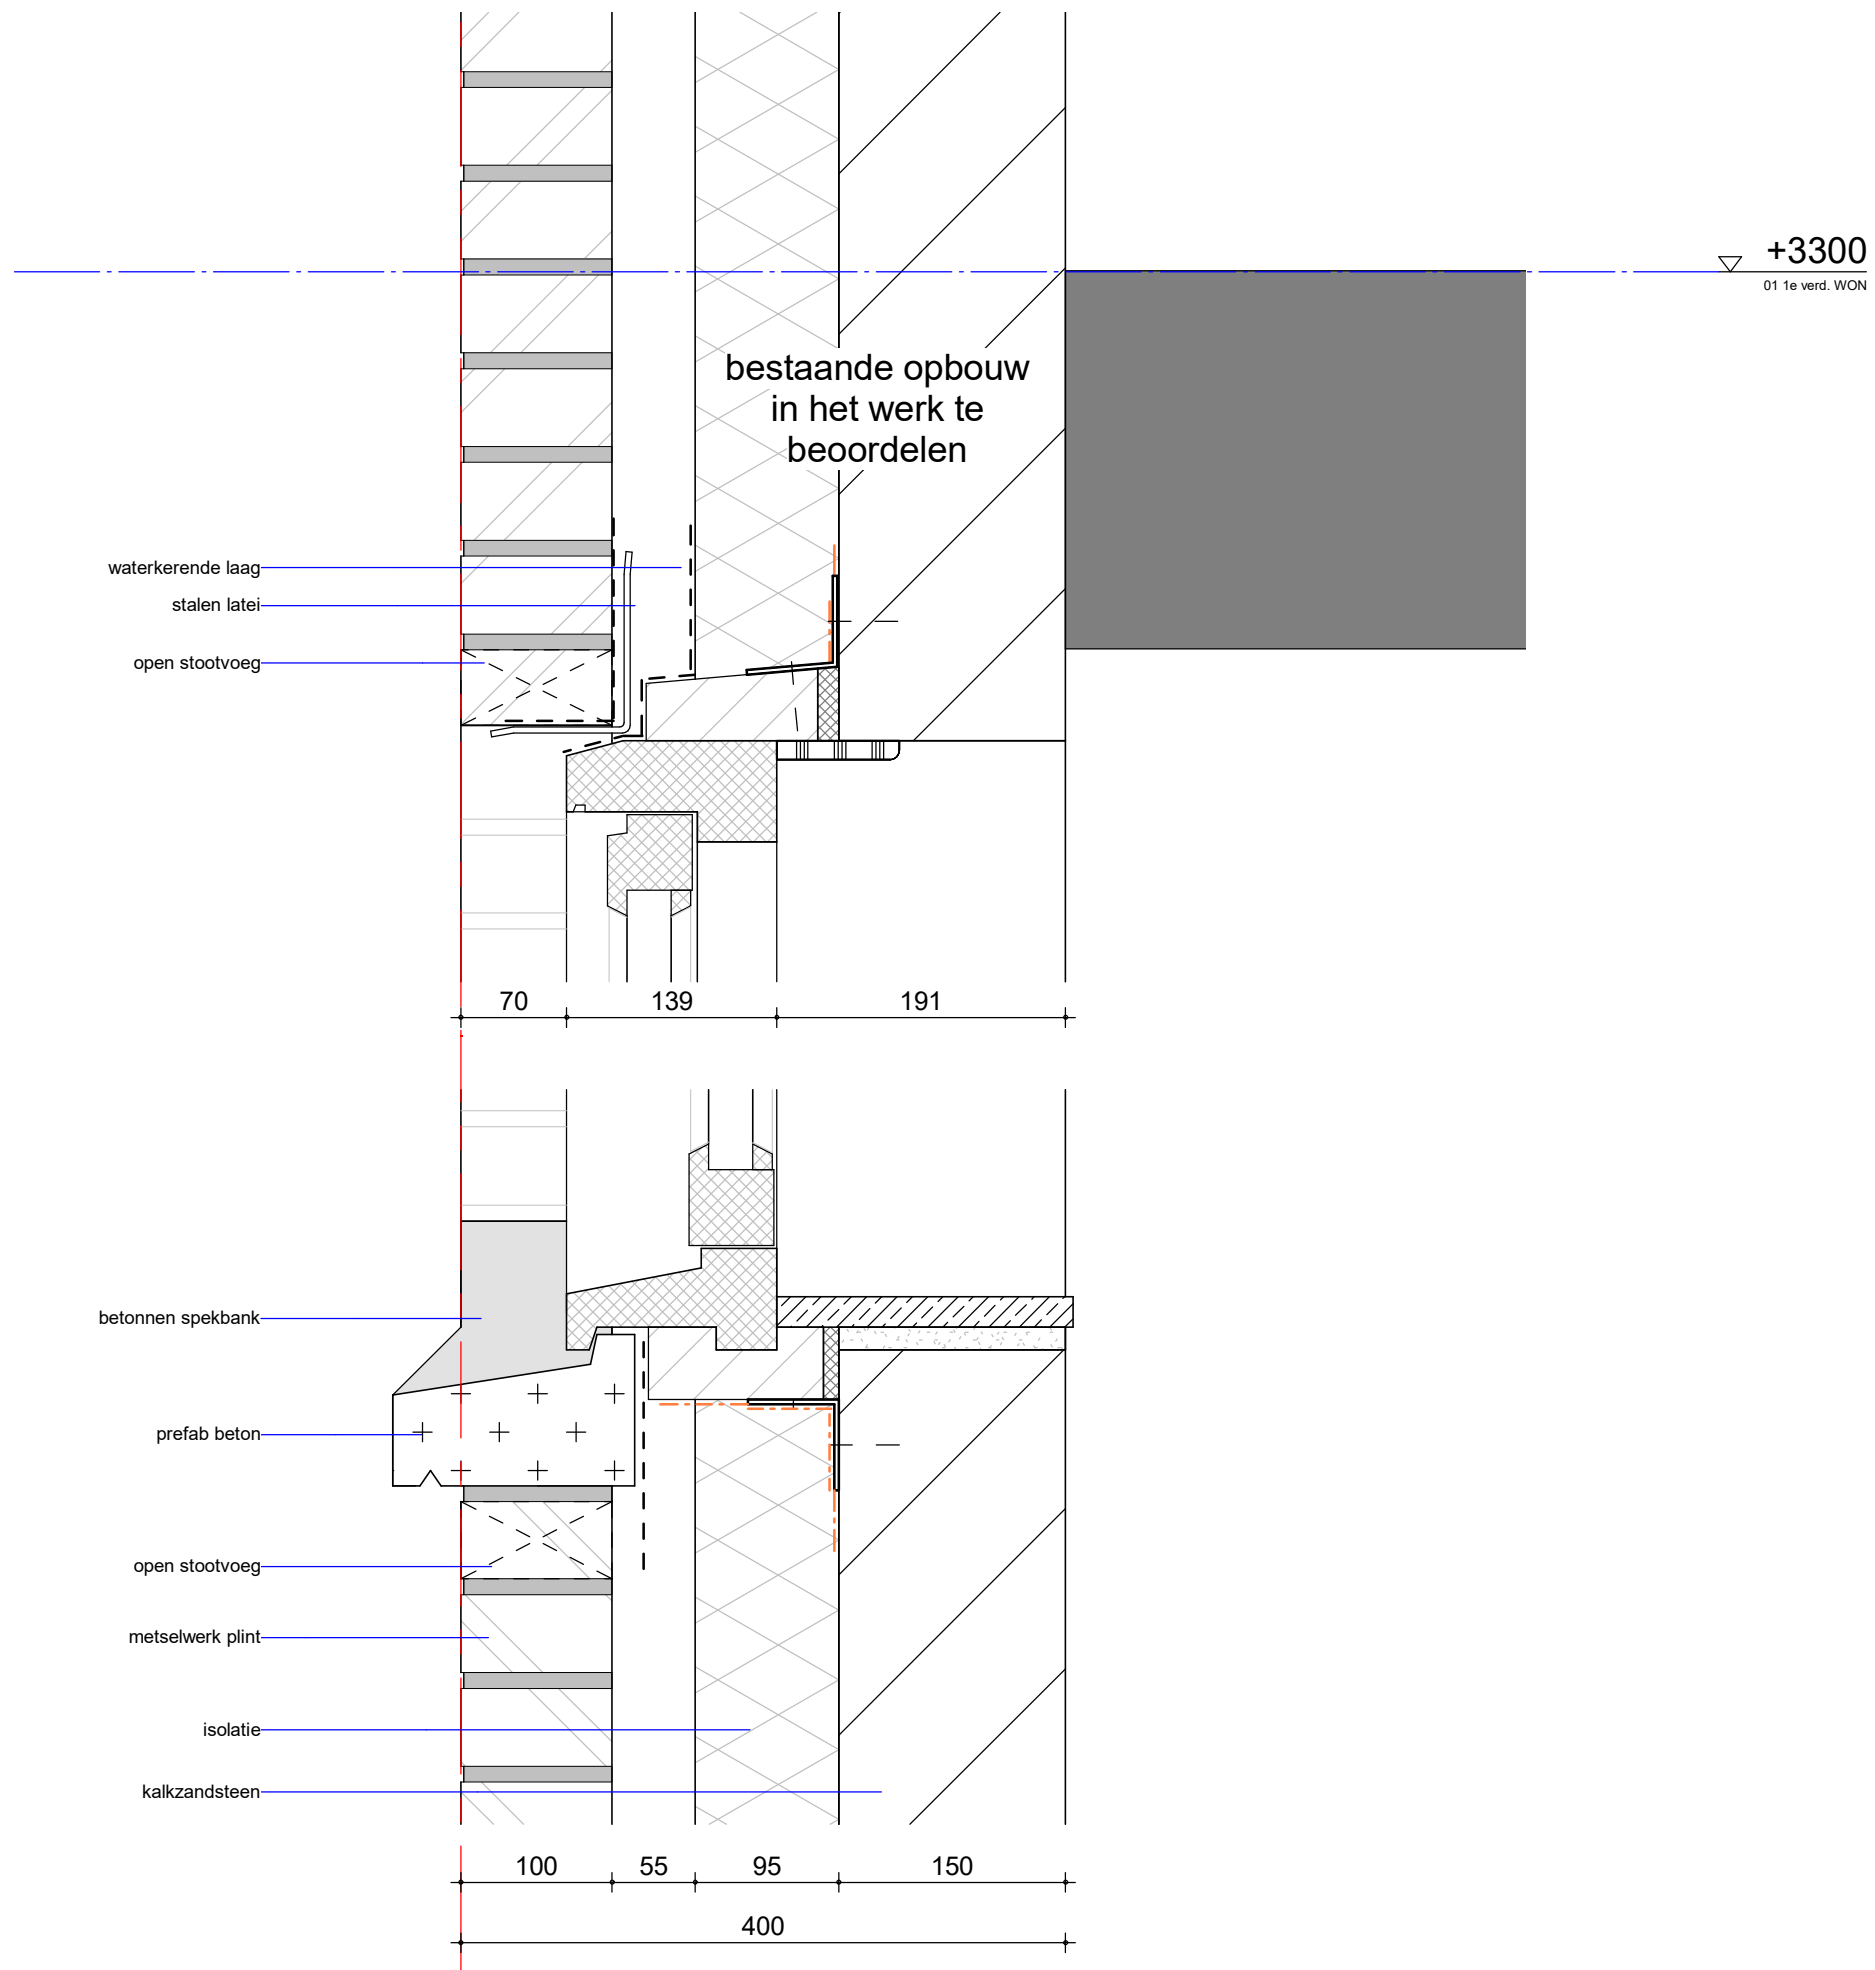 +3300
01 1e verd. WON
bestaande opbouw
in het werk te
beoordelen
waterkerende laag
stalen latei
open stootvoeg
70
139
191
betonnen spekbank
prefab beton
open stootvoeg
metselwerk plint
isolatie
kalkzandsteen
100
55
95
150
400